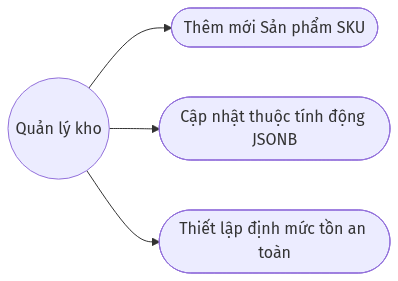 Thêm mới Sản phẩm SKU
Quản lý kho
Cập nhật thuộc tính động
JSONB
Thiết lập định mức tồn an
toàn